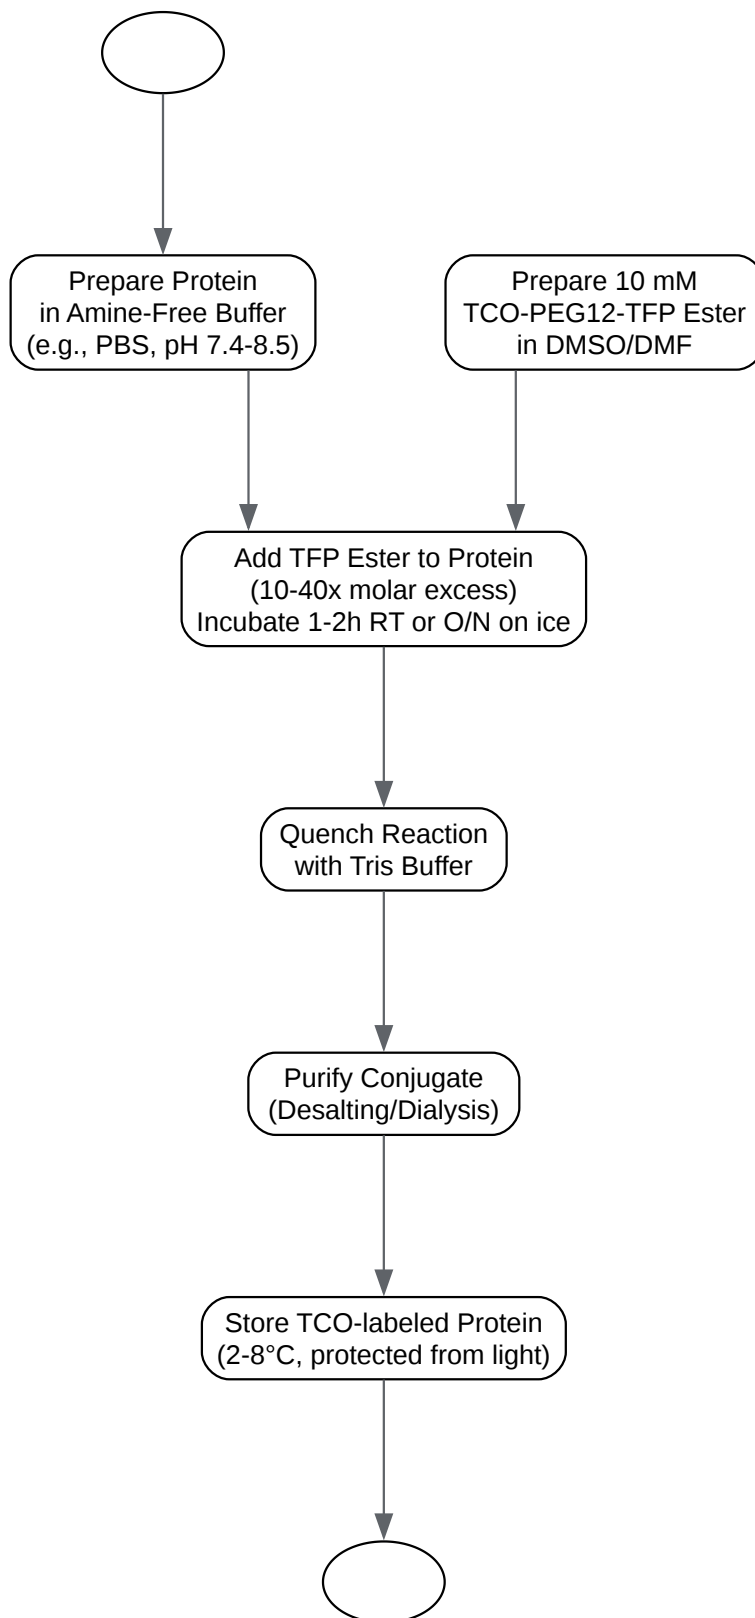 Prepare Protein
in Amine-Free Buffer
(e.g., PBS, pH 7.4-8.5)
Prepare 10 mM
TCO-PEG12-TFP Ester
in DMSO/DMF
Add TFP Ester to Protein
(10-40x molar excess)
Incubate 1-2h RT or O/N on ice
Quench Reaction
with Tris Buffer
Purify Conjugate
(Desalting/Dialysis)
Store TCO-labeled Protein
(2-8°C, protected from light)